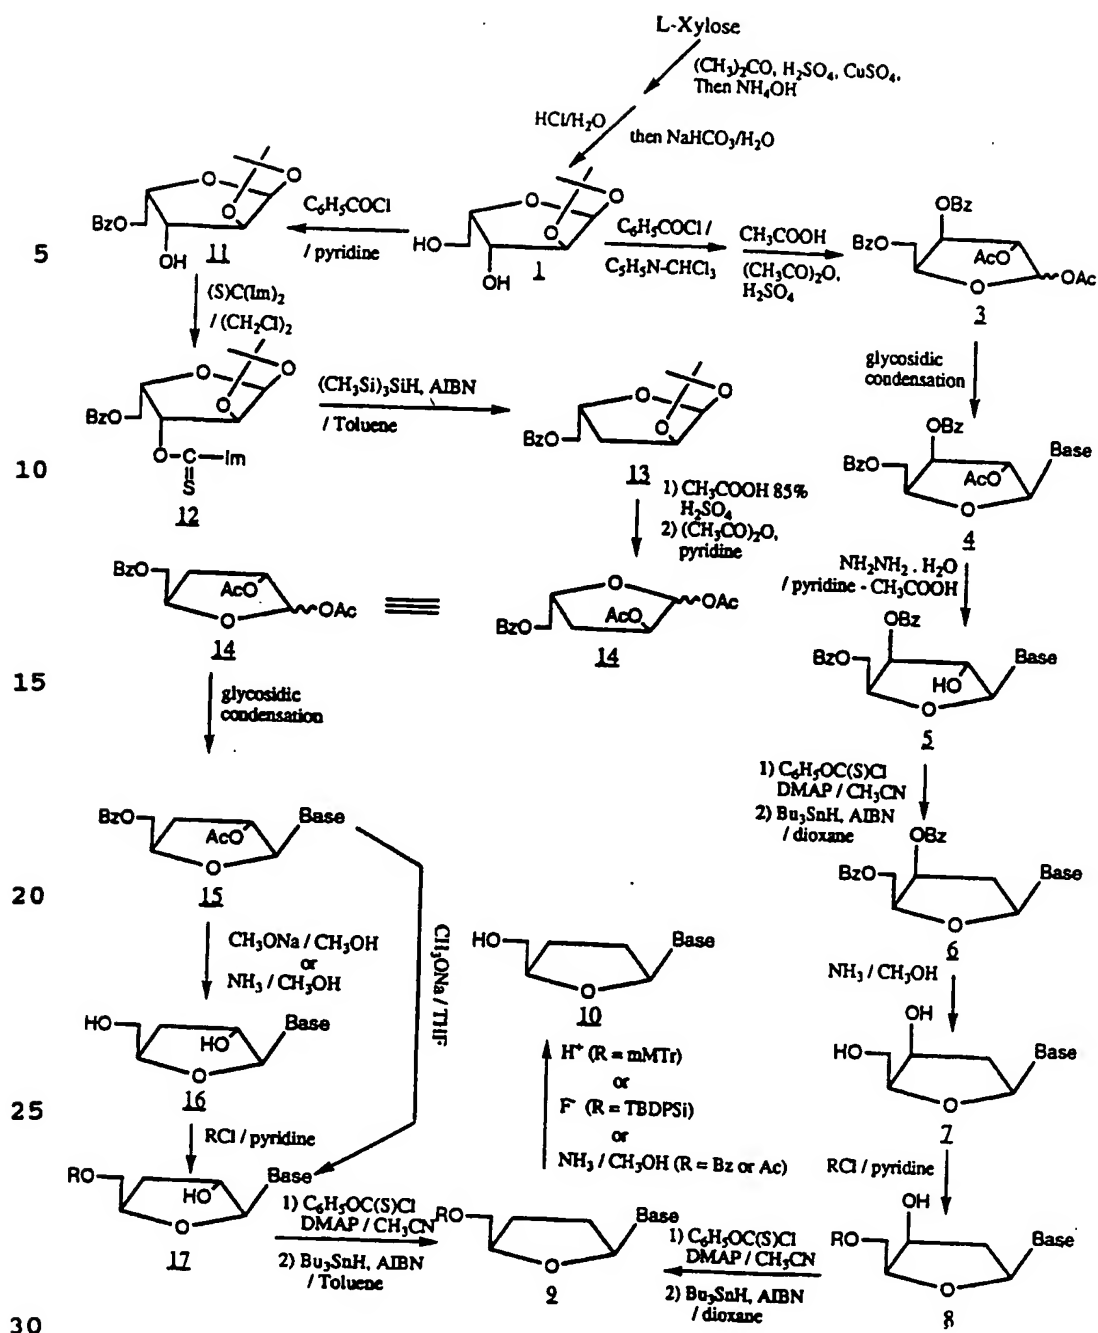 L-Xylose
(CH₃)₂CO, H₂SO₄, CuSO₄,
Then NH₄OH
HCl/H₂O
then NaHCO₃/H₂O
5
O
O
O
BzO
OH
11
C₆H₅COCl
/ pyridine
O
O
O
HO
OH
1
C₆H₅COCl /
C₅H₅N–CHCl₃
CH₃COOH
(CH₃CO)₂O,
H₂SO₄
OBz
BzO
AcO
O
OAc
3
(S)C(Im)₂
/ (CH₂Cl)₂
glycosidic
condensation
O
O
O
BzO
O–C–Im
S
12
(CH₃Si)₃SiH, AIBN
/ Toluene
O
O
O
BzO
13
10
OBz
BzO
AcO
Base
O
4
1) CH₃COOH 85%
H₂SO₄
2) (CH₃CO)₂O,
pyridine
NH₂NH₂ . H₂O
/ pyridine - CH₃COOH
BzO
AcO
O
OAc
14
O
BzO
AcO
OAc
14
15
OBz
BzO
HO
Base
O
5
glycosidic
condensation
1) C₆H₅OC(S)Cl
DMAP / CH₃CN
2) Bu₃SnH, AIBN
/ dioxane
BzO
AcO
Base
O
15
20
OBz
BzO
Base
O
6
CH₃ONa / CH₃OH
or
NH₃ / CH₃OH
CH₃ONa / THF
HO
Base
O
10
NH₃ / CH₃OH
HO
HO
Base
O
16
25
OH
HO
Base
O
7
H⁺ (R = mMTr)
or
F⁻ (R = TBDPSi)
or
NH₃ / CH₃OH (R = Bz or Ac)
RCl / pyridine
RCl / pyridine
RO
HO
Base
O
17
1) C₆H₅OC(S)Cl
DMAP / CH₃CN
2) Bu₃SnH, AIBN
/ Toluene
RO
Base
O
9
1) C₆H₅OC(S)Cl
DMAP / CH₃CN
2) Bu₃SnH, AIBN
/ dioxane
OH
RO
Base
O
8
30